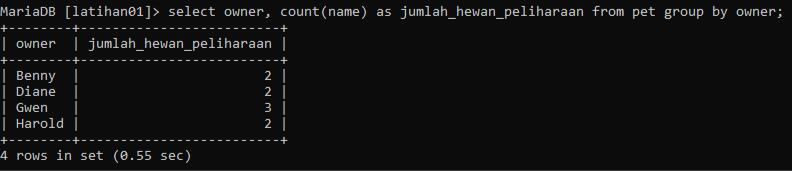 MariaDB [latihan01]> select owner, count(name) as jumlah_hewan_peliharaan from pet group by owner;
+--------+-------------------------+
| owner  | jumlah_hewan_peliharaan |
+--------+-------------------------+
| Benny  |                       2 |
| Diane  |                       2 |
| Gwen   |                       3 |
| Harold |                       2 |
+--------+-------------------------+
4 rows in set (0.55 sec)